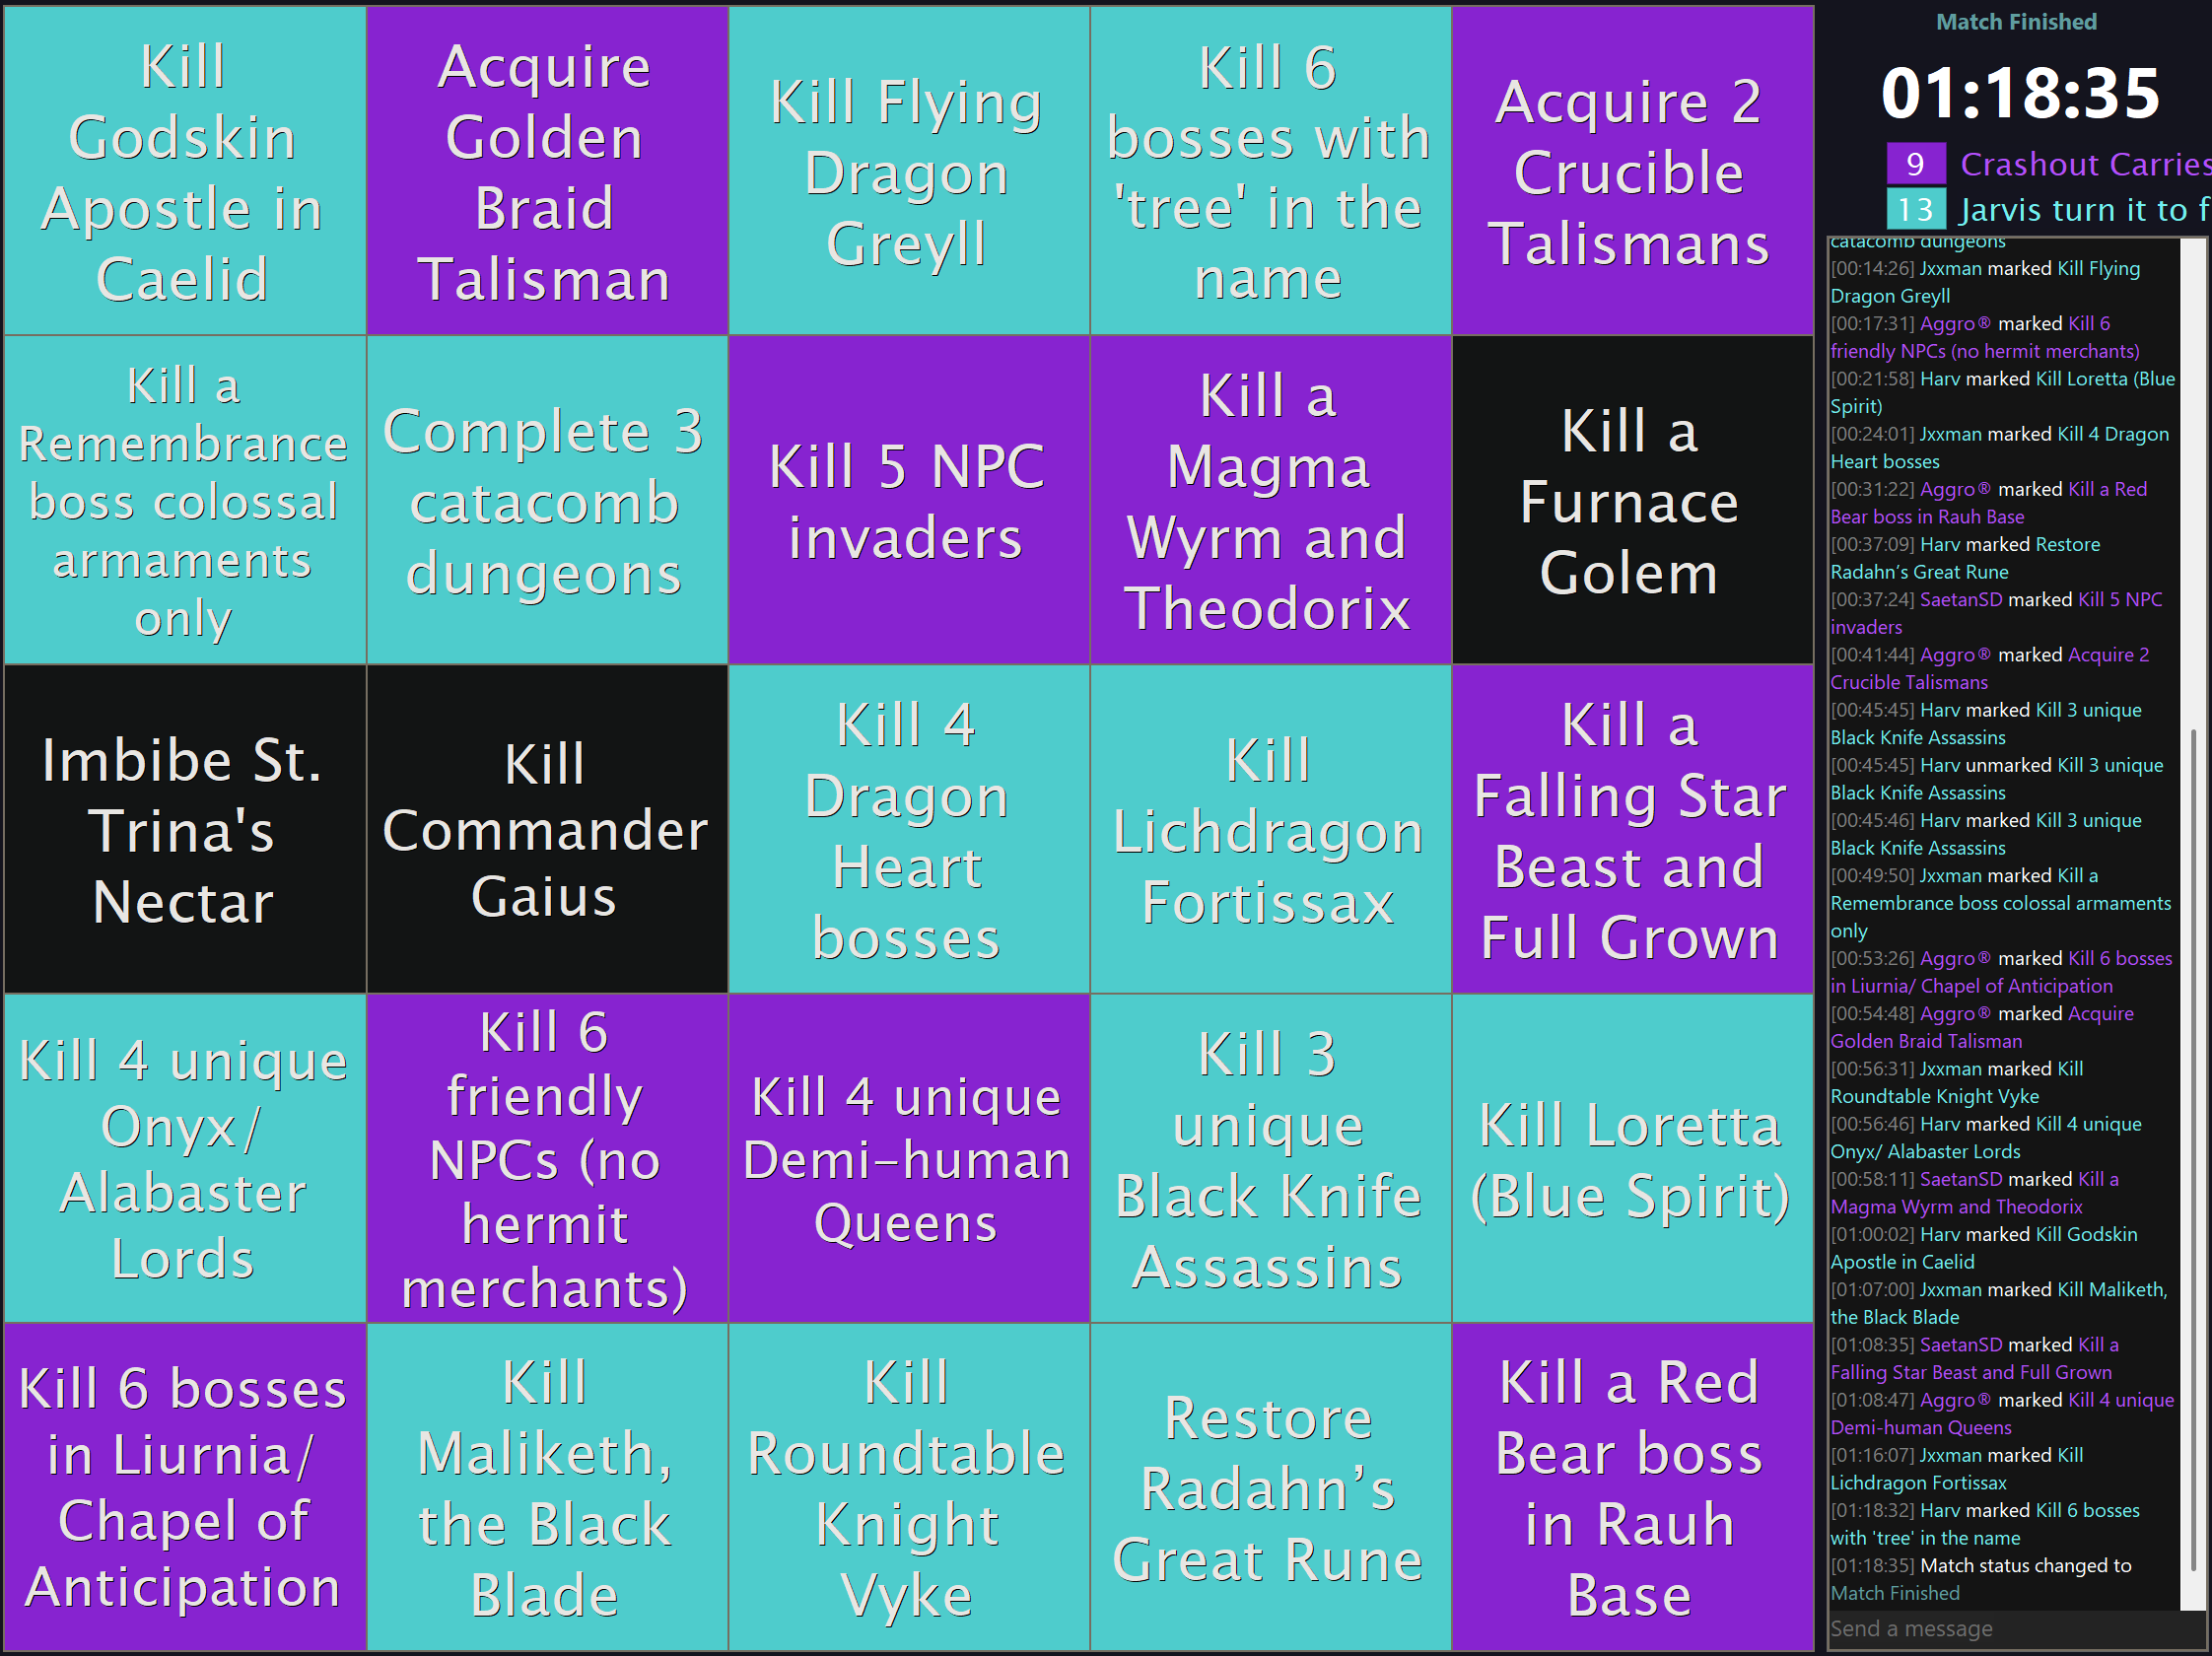 Kill
Godskin
Apostle in
Caelid
Acquire
Golden
Braid
Talisman
Kill Flying
Dragon
Greyll
Kill 6
bosses with
'tree' in the
name
Acquire 2
Crucible
Talismans
Kill a
Remembrance
boss colossal
armaments
only
Complete 3
catacomb
dungeons
Kill 5 NPC
invaders
Kill a
Magma
Wyrm and
Theodorix
Kill a
Furnace
Golem
Imbibe St.
Trina's
Nectar
Kill
Commander
Gaius
Kill 4
Dragon
Heart
bosses
Kill
Lichdragon
Fortissax
Kill a
Falling Star
Beast and
Full Grown
Kill 4 unique
Onyx/
Alabaster
Lords
Kill 6
friendly
NPCs (no
hermit
merchants)
Kill 4 unique
Demi-human
Queens
Kill 3
unique
Black Knife
Assassins
Kill Loretta
(Blue Spirit)
Kill 6 bosses
in Liurnia/
Chapel of
Anticipation
Kill
Maliketh,
the Black
Blade
Kill
Roundtable
Knight
Vyke
Restore
Radahn’s
Great Rune
Kill a Red
Bear boss
in Rauh
Base
Match Finished
01:18:35
9 Crashout Carries
13 Jarvis turn it to f
catacomb dungeons
[00:14:26] Jxxman marked Kill Flying
Dragon Greyll
[00:17:31] Aggro® marked Kill 6
friendly NPCs (no hermit merchants)
[00:21:58] Harv marked Kill Loretta (Blue
Spirit)
[00:24:01] Jxxman marked Kill 4 Dragon
Heart bosses
[00:31:22] Aggro® marked Kill a Red
Bear boss in Rauh Base
[00:37:09] Harv marked Restore
Radahn’s Great Rune
[00:37:24] SaetanSD marked Kill 5 NPC
invaders
[00:41:44] Aggro® marked Acquire 2
Crucible Talismans
[00:45:45] Harv marked Kill 3 unique
Black Knife Assassins
[00:45:45] Harv unmarked Kill 3 unique
Black Knife Assassins
[00:45:46] Harv marked Kill 3 unique
Black Knife Assassins
[00:49:50] Jxxman marked Kill a
Remembrance boss colossal armaments
only
[00:53:26] Aggro® marked Kill 6 bosses
in Liurnia/ Chapel of Anticipation
[00:54:48] Aggro® marked Acquire
Golden Braid Talisman
[00:56:31] Jxxman marked Kill
Roundtable Knight Vyke
[00:56:46] Harv marked Kill 4 unique
Onyx/ Alabaster Lords
[00:58:11] SaetanSD marked Kill a
Magma Wyrm and Theodorix
[01:00:02] Harv marked Kill Godskin
Apostle in Caelid
[01:07:00] Jxxman marked Kill Maliketh,
the Black Blade
[01:08:35] SaetanSD marked Kill a
Falling Star Beast and Full Grown
[01:08:47] Aggro® marked Kill 4 unique
Demi-human Queens
[01:16:07] Jxxman marked Kill
Lichdragon Fortissax
[01:18:32] Harv marked Kill 6 bosses
with 'tree' in the name
[01:18:35] Match status changed to
Match Finished
Send a message